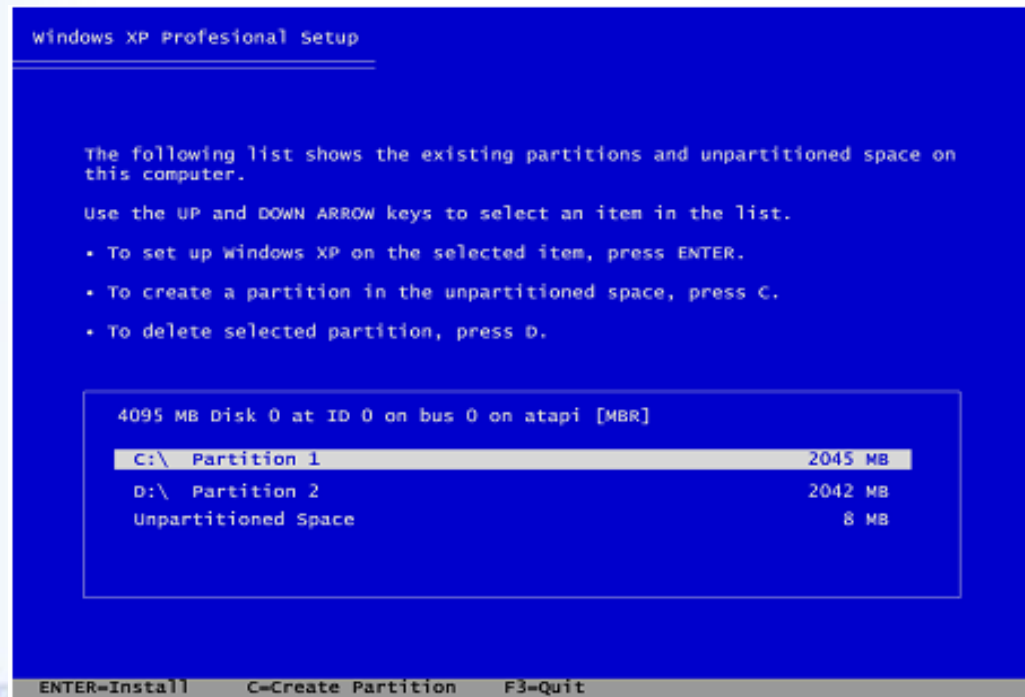 Windows XP Profesional Setup
The following list shows the existing partitions and unpartitioned space on
this computer.
Use the UP and DOWN ARROW keys to select an item in the list.
• To set up Windows XP on the selected item, press ENTER.
• To create a partition in the unpartitioned space, press C.
• To delete selected partition, press D.
4095 MB Disk 0 at ID 0 on bus 0 on atapi [MBR]
C:\ Partition 1 2045 MB
D:\ Partition 2 2042 MB
Unpartitioned Space 8 MB
ENTER=Install C=Create Partition F3=Quit